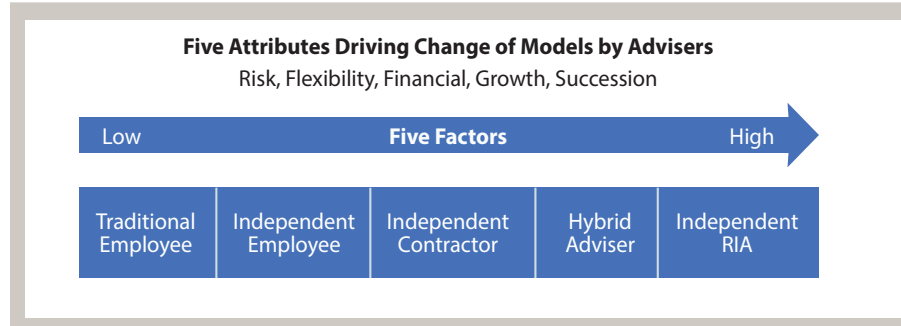 Five Attributes Driving Change of Models by Advisers
Risk, Flexibility, Financial, Growth, Succession
Low Five Factors High
Traditional Employee
Independent Employee
Independent Contractor
Hybrid Adviser
Independent RIA